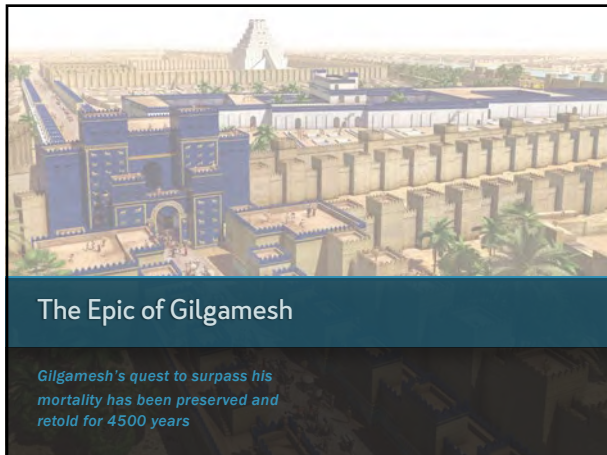 The Epic of Gilgamesh
Gilgamesh's quest to surpass his
mortality has been preserved and
retold for 4500 years